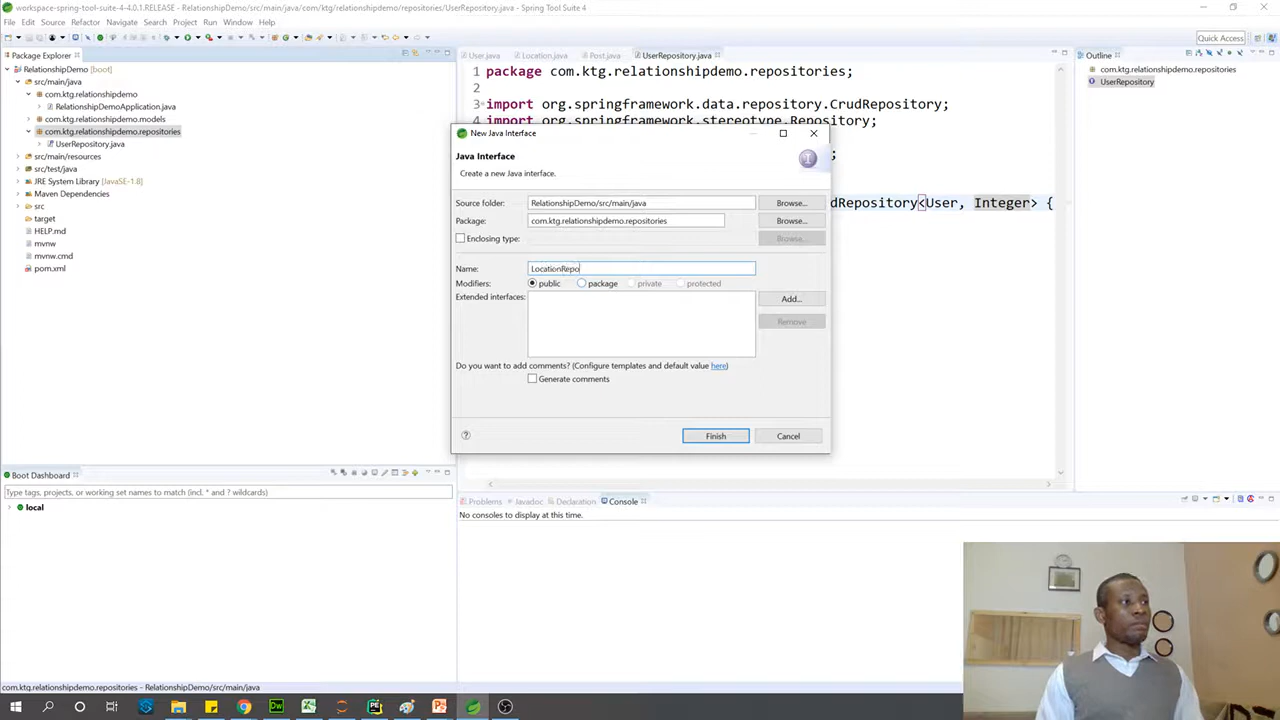 workspace-spring-tool-suite-4-4.0.1.RELEASE - RelationshipDemo/src/main/java/com/ktg/relationshipdemo/repositories/UserRepository.java - Spring Tool Suite 4
File Edit Source Refactor Navigate Search Project Run Window Help
Quick Access
Package Explorer
RelationshipDemo [boot]
src/main/java
com.ktg.relationshipdemo
RelationshipDemoApplication.java
com.ktg.relationshipdemo.models
com.ktg.relationshipdemo.repositories
UserRepository.java
src/main/resources
src/test/java
JRE System Library [JavaSE-1.8]
Maven Dependencies
src
target
HELP.md
mvnw
mvnw.cmd
pom.xml
User.java Location.java Post.java UserRepository.java
1 package com.ktg.relationshipdemo.repositories;
2
3 import org.springframework.data.repository.CrudRepository;
4 import org.springframework.stereotype.Repository;
;
dRepository<User, Integer> {
New Java Interface
Java Interface
Create a new Java interface.
Source folder: RelationshipDemo/src/main/java Browse...
Package: com.ktg.relationshipdemo.repositories Browse...
Enclosing type: Browse...
Name: LocationRepo
Modifiers: public package private protected
Extended interfaces: Add...
Remove
Do you want to add comments? (Configure templates and default value here)
Generate comments
? Finish Cancel
Outline
com.ktg.relationshipdemo.repositories
UserRepository
Boot Dashboard
Type tags, projects, or working set names to match (incl. * and ? wildcards)
local
Problems Javadoc Declaration Console
No consoles to display at this time.
com.ktg.relationshipdemo.repositories - RelationshipDemo/src/main/java